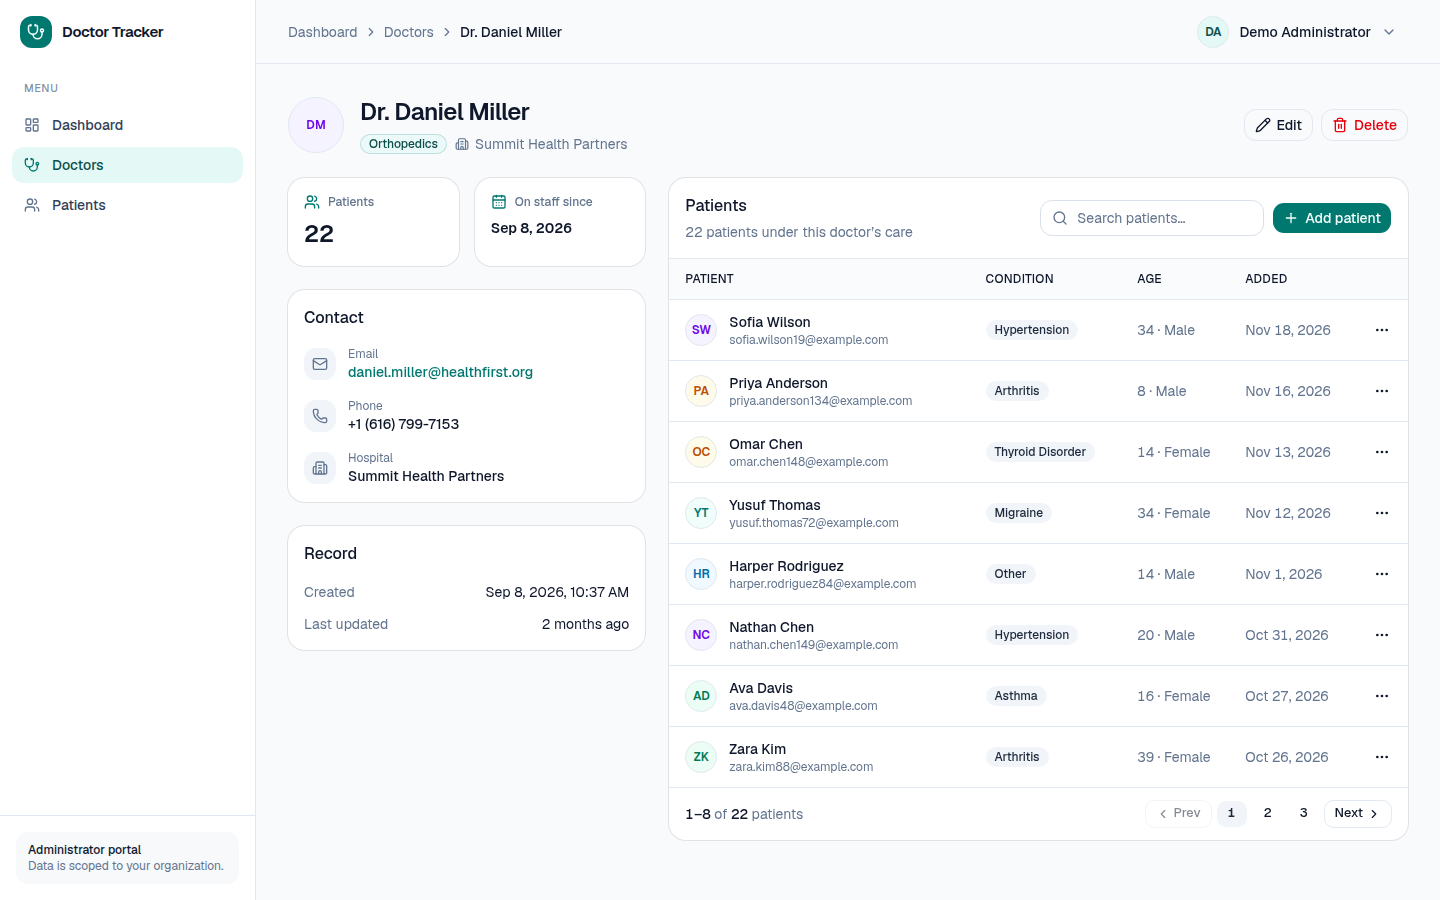 Doctor Tracker
MENU
Dashboard
Doctors
Patients
Administrator portal
Data is scoped to your organization.
Dashboard > Doctors > Dr. Daniel Miller
DA Demo Administrator
DM
Dr. Daniel Miller
Orthopedics Summit Health Partners
Edit Delete
Patients
22
On staff since
Sep 8, 2026
Contact
Email
daniel.miller@healthfirst.org
Phone
+1 (616) 799-7153
Hospital
Summit Health Partners
Record
Created Sep 8, 2026, 10:37 AM
Last updated 2 months ago
Patients
22 patients under this doctor's care
Search patients...
Add patient
PATIENT CONDITION AGE ADDED
SW Sofia Wilson
sofia.wilson19@example.com
Hypertension 34 · Male Nov 18, 2026
PA Priya Anderson
priya.anderson134@example.com
Arthritis 8 · Male Nov 16, 2026
OC Omar Chen
omar.chen148@example.com
Thyroid Disorder 14 · Female Nov 13, 2026
YT Yusuf Thomas
yusuf.thomas72@example.com
Migraine 34 · Female Nov 12, 2026
HR Harper Rodriguez
harper.rodriguez84@example.com
Other 14 · Male Nov 1, 2026
NC Nathan Chen
nathan.chen149@example.com
Hypertension 20 · Male Oct 31, 2026
AD Ava Davis
ava.davis48@example.com
Asthma 16 · Female Oct 27, 2026
ZK Zara Kim
zara.kim88@example.com
Arthritis 39 · Female Oct 26, 2026
1–8 of 22 patients
Prev 1 2 3 Next